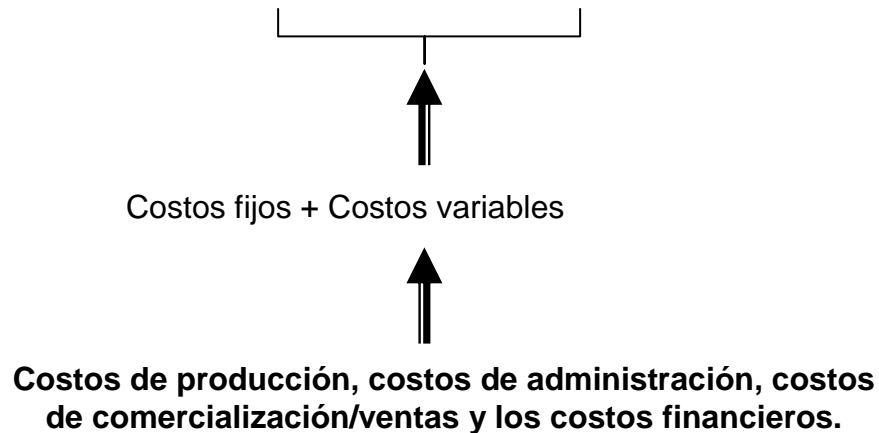 Costos fijos + Costos variables
Costos de producción, costos de administración, costos
de comercialización/ventas y los costos financieros.